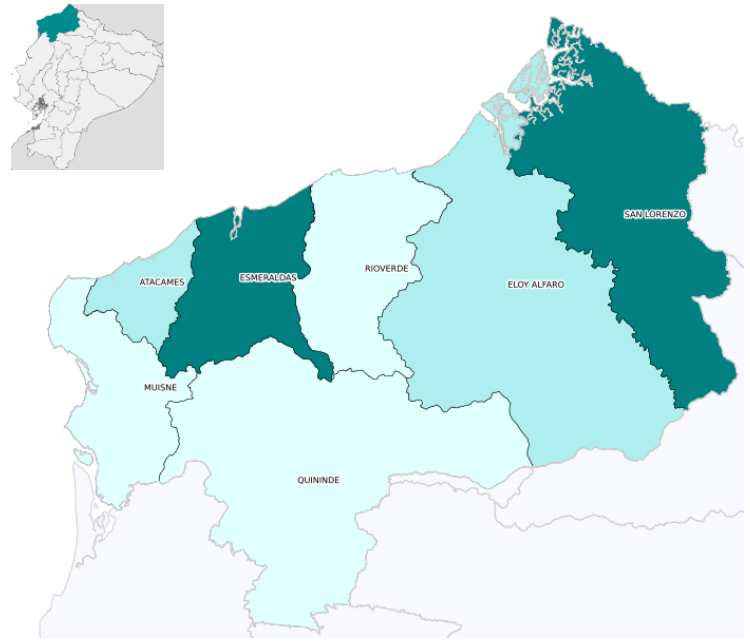 SAN LORENZO
RIOVERDE
ESMERALDAS
ATACAMES
ELOY ALFARO
MUISNE
QUININDE